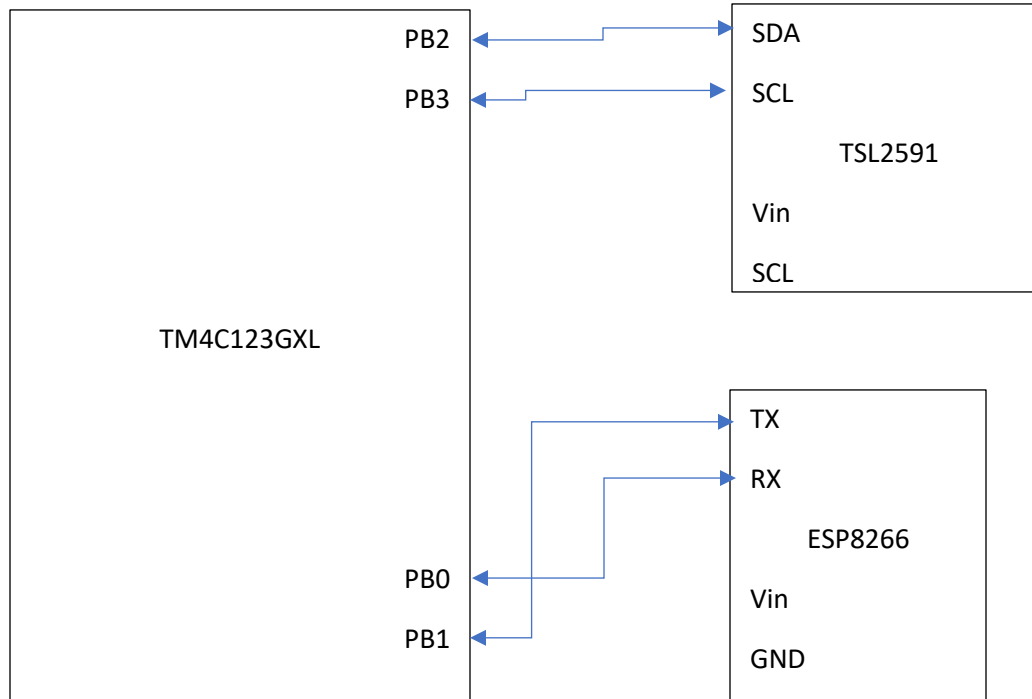 PB2
PB3
TM4C123GXL
PB0
PB1
SDA
SCL
TSL2591
Vin
SCL
TX
RX
ESP8266
Vin
GND